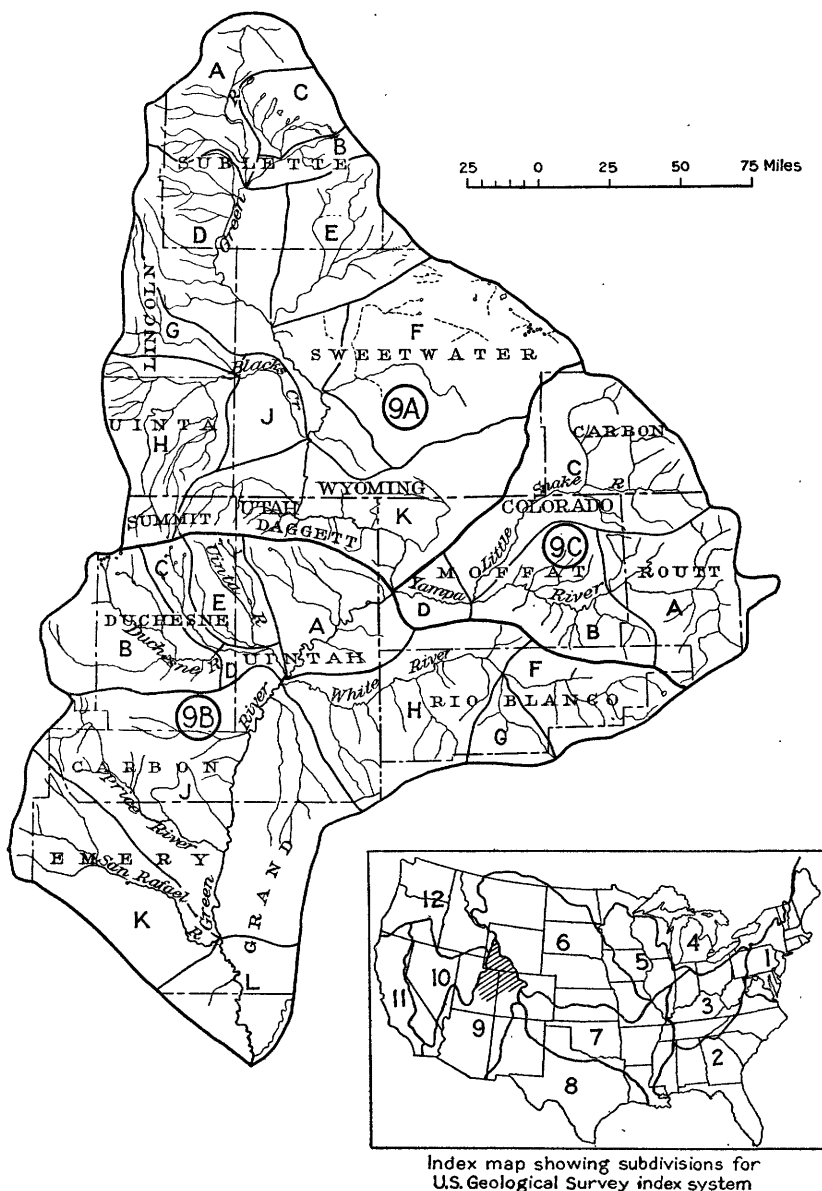 A
C
R
B
SUBLETTE
25 0 25 50 75 Miles
D
Green
E
LINCOLN
G
F
SWEETWATER
Blacks
Cr
9A
UINTA
H
J
CARBON
C
WYOMING
Snake R
SUMMIT
UTAH
DAGGETT
K
COLORADO
9C
Little
C
Uinta R
MOFFAT
ROUTT
E
Yampa River
DUCHESNE
A
D
A
B
Duchesne R
D
UINTAH
B
White River
F
H
RIO BLANCO
G
9B
River
CARBON
J
Price River
EMERY
San Rafael R
Green
GRAND
K
L
12
6
5
4
1
11
10
3
9
7
2
8
Index map showing subdivisions for
U.S. Geological Survey index system